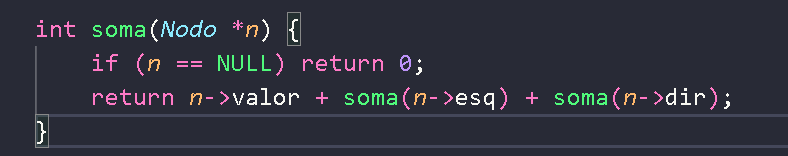 int soma(Nodo *n) {
    if (n == NULL) return 0;
    return n->valor + soma(n->esq) + soma(n->dir);
}